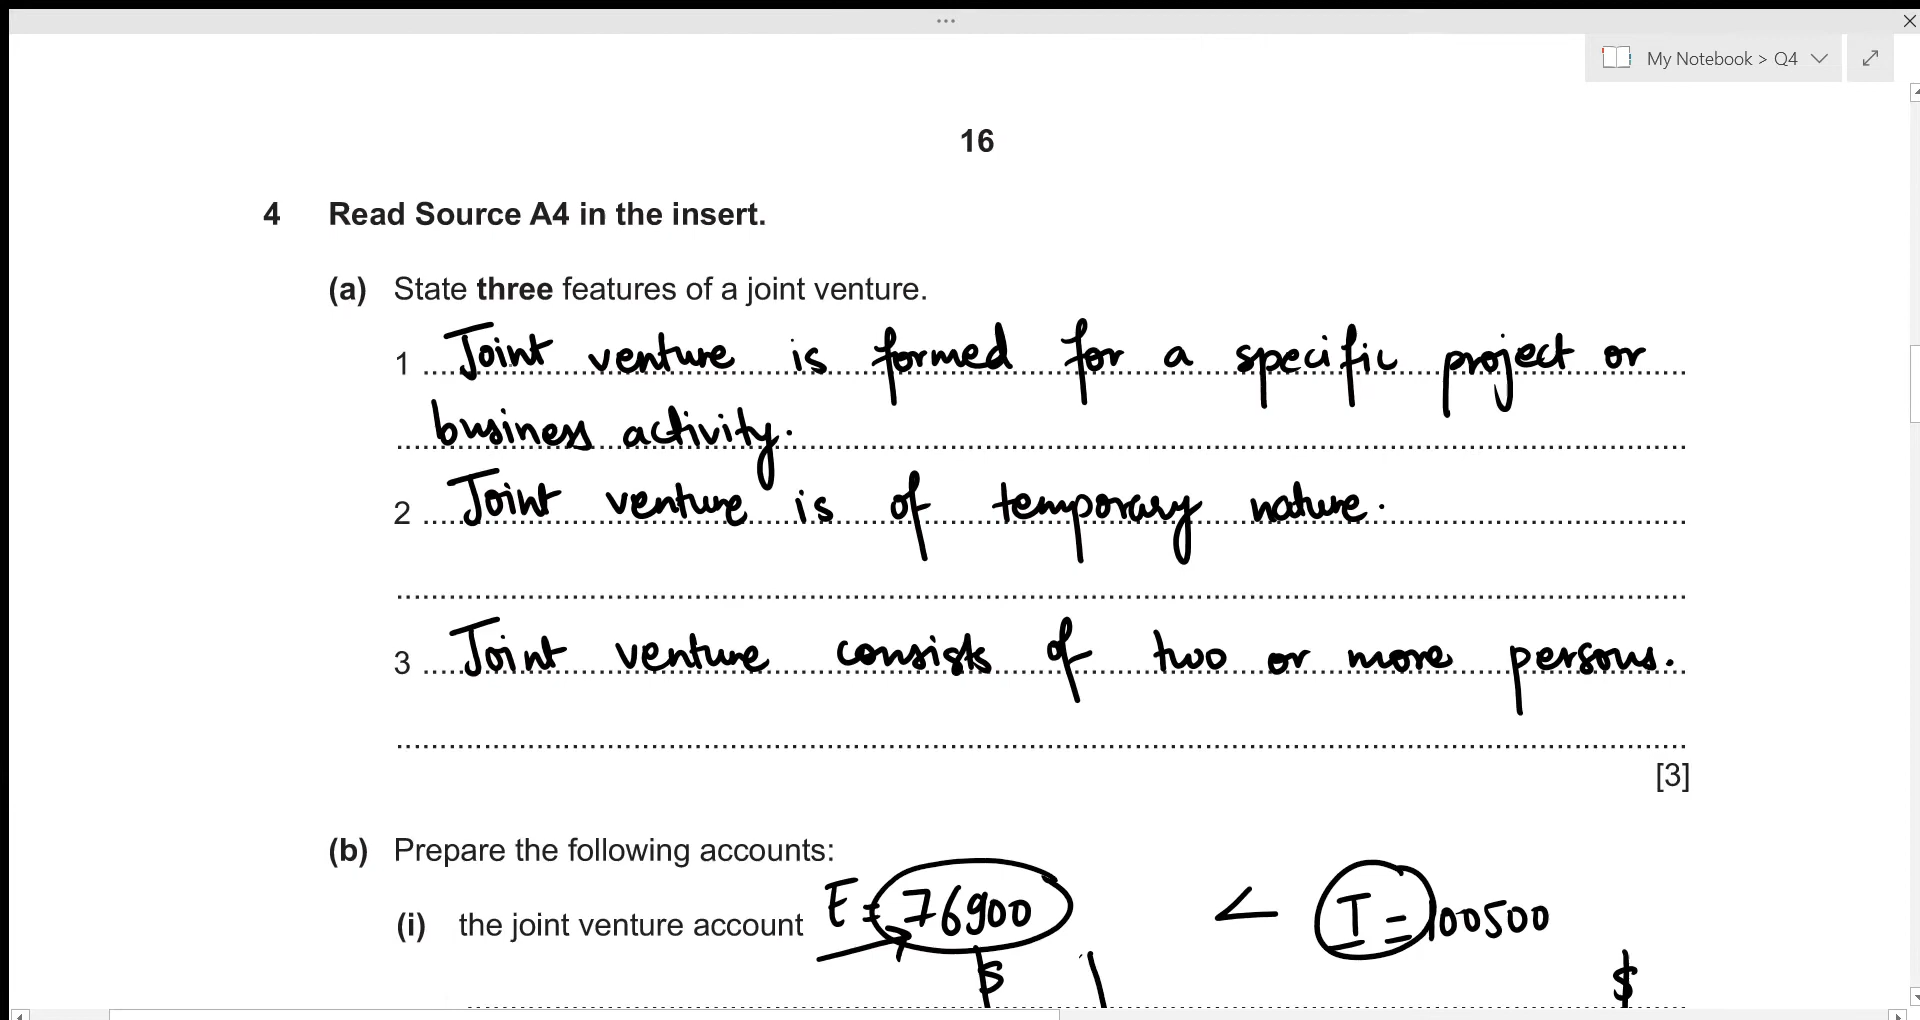 My Notebook > Q4
16
4 Read Source A4 in the insert.
(a) State three features of a joint venture.
1 Joint venture is formed for a specific project or
business activity.
2 Joint venture is of temporary nature.
3 Joint venture consists of two or more persons.
[3]
(b) Prepare the following accounts:
E = 76900 < I = 100500
(i) the joint venture account
$ $